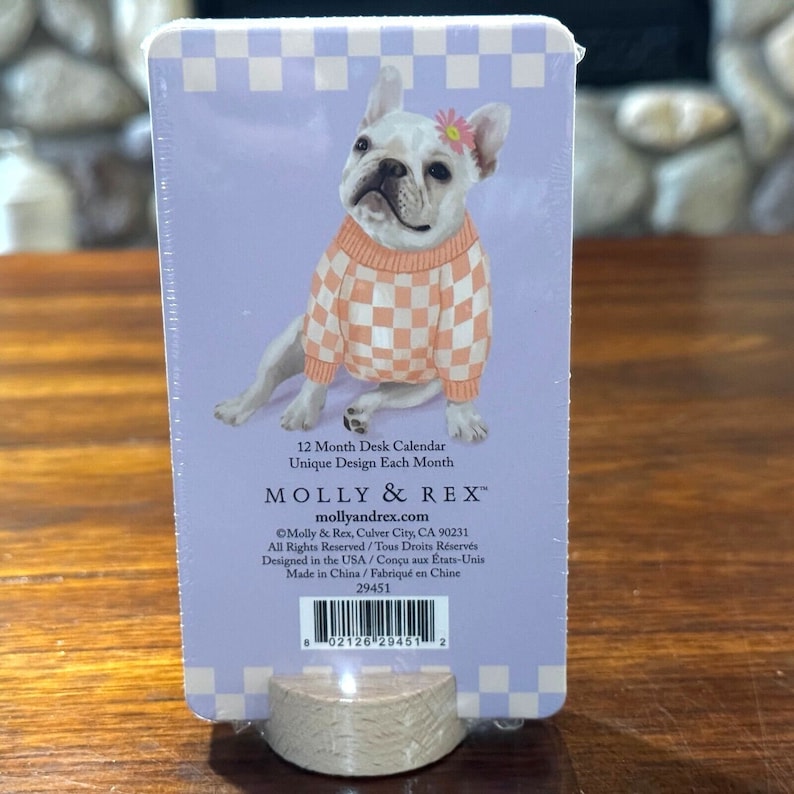 12 Month Desk Calendar
Unique Design Each Month
MOLLY & REX™
mollyandrex.com
©Molly & Rex, Culver City, CA 90231
All Rights Reserved / Tous Droits Réservés
Designed in the USA / Conçu aux États-Unis
Made in China / Fabriqué en Chine
29451
8 02126 29451 2